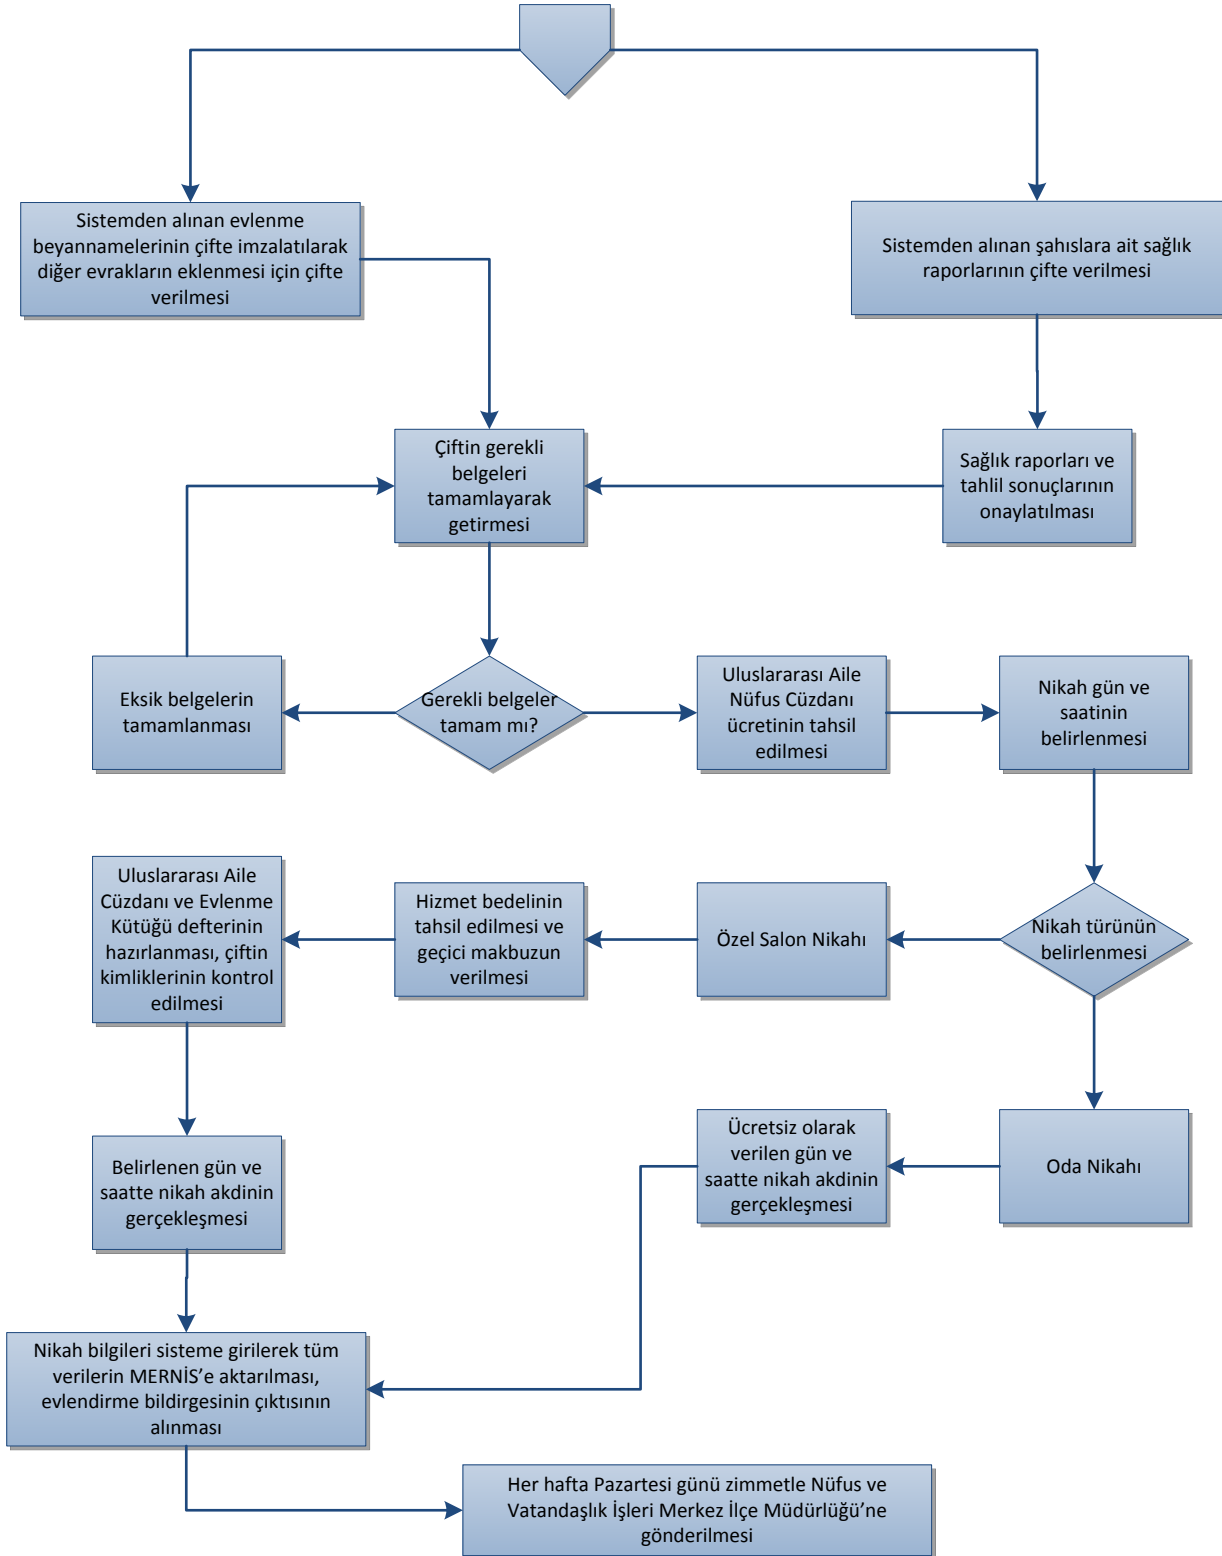 Sistemden alınan evlenme
beyannamelerinin çifte imzalatılarak
diğer evrakların eklenmesi için çifte
verilmesi
Sistemden alınan şahıslara ait sağlık
raporlarının çifte verilmesi
Çiftin gerekli
belgeleri
tamamlayarak
getirmesi
Sağlık raporları ve
tahlil sonuçlarının
onaylatılması
Eksik belgelerin
tamamlanması
Gerekli belgeler
tamam mı?
Uluslararası Aile
Nüfus Cüzdanı
ücretinin tahsil
edilmesi
Nikah gün ve
saatinin
belirlenmesi
Uluslararası Aile
Cüzdanı ve Evlenme
Kütüğü defterinin
hazırlanması, çiftin
kimliklerinin kontrol
edilmesi
Hizmet bedelinin
tahsil edilmesi ve
geçici makbuzun
verilmesi
Özel Salon Nikahı
Nikah türünün
belirlenmesi
Belirlenen gün ve
saatte nikah akdinin
gerçekleşmesi
Ücretsiz olarak
verilen gün ve
saatte nikah akdinin
gerçekleşmesi
Oda Nikahı
Nikah bilgileri sisteme girilerek tüm
verilerin MERNİS’e aktarılması,
evlendirme bildirgesinin çıktısının
alınması
Her hafta Pazartesi günü zimmetle Nüfus ve
Vatandaşlık İşleri Merkez İlçe Müdürlüğü’ne
gönderilmesi